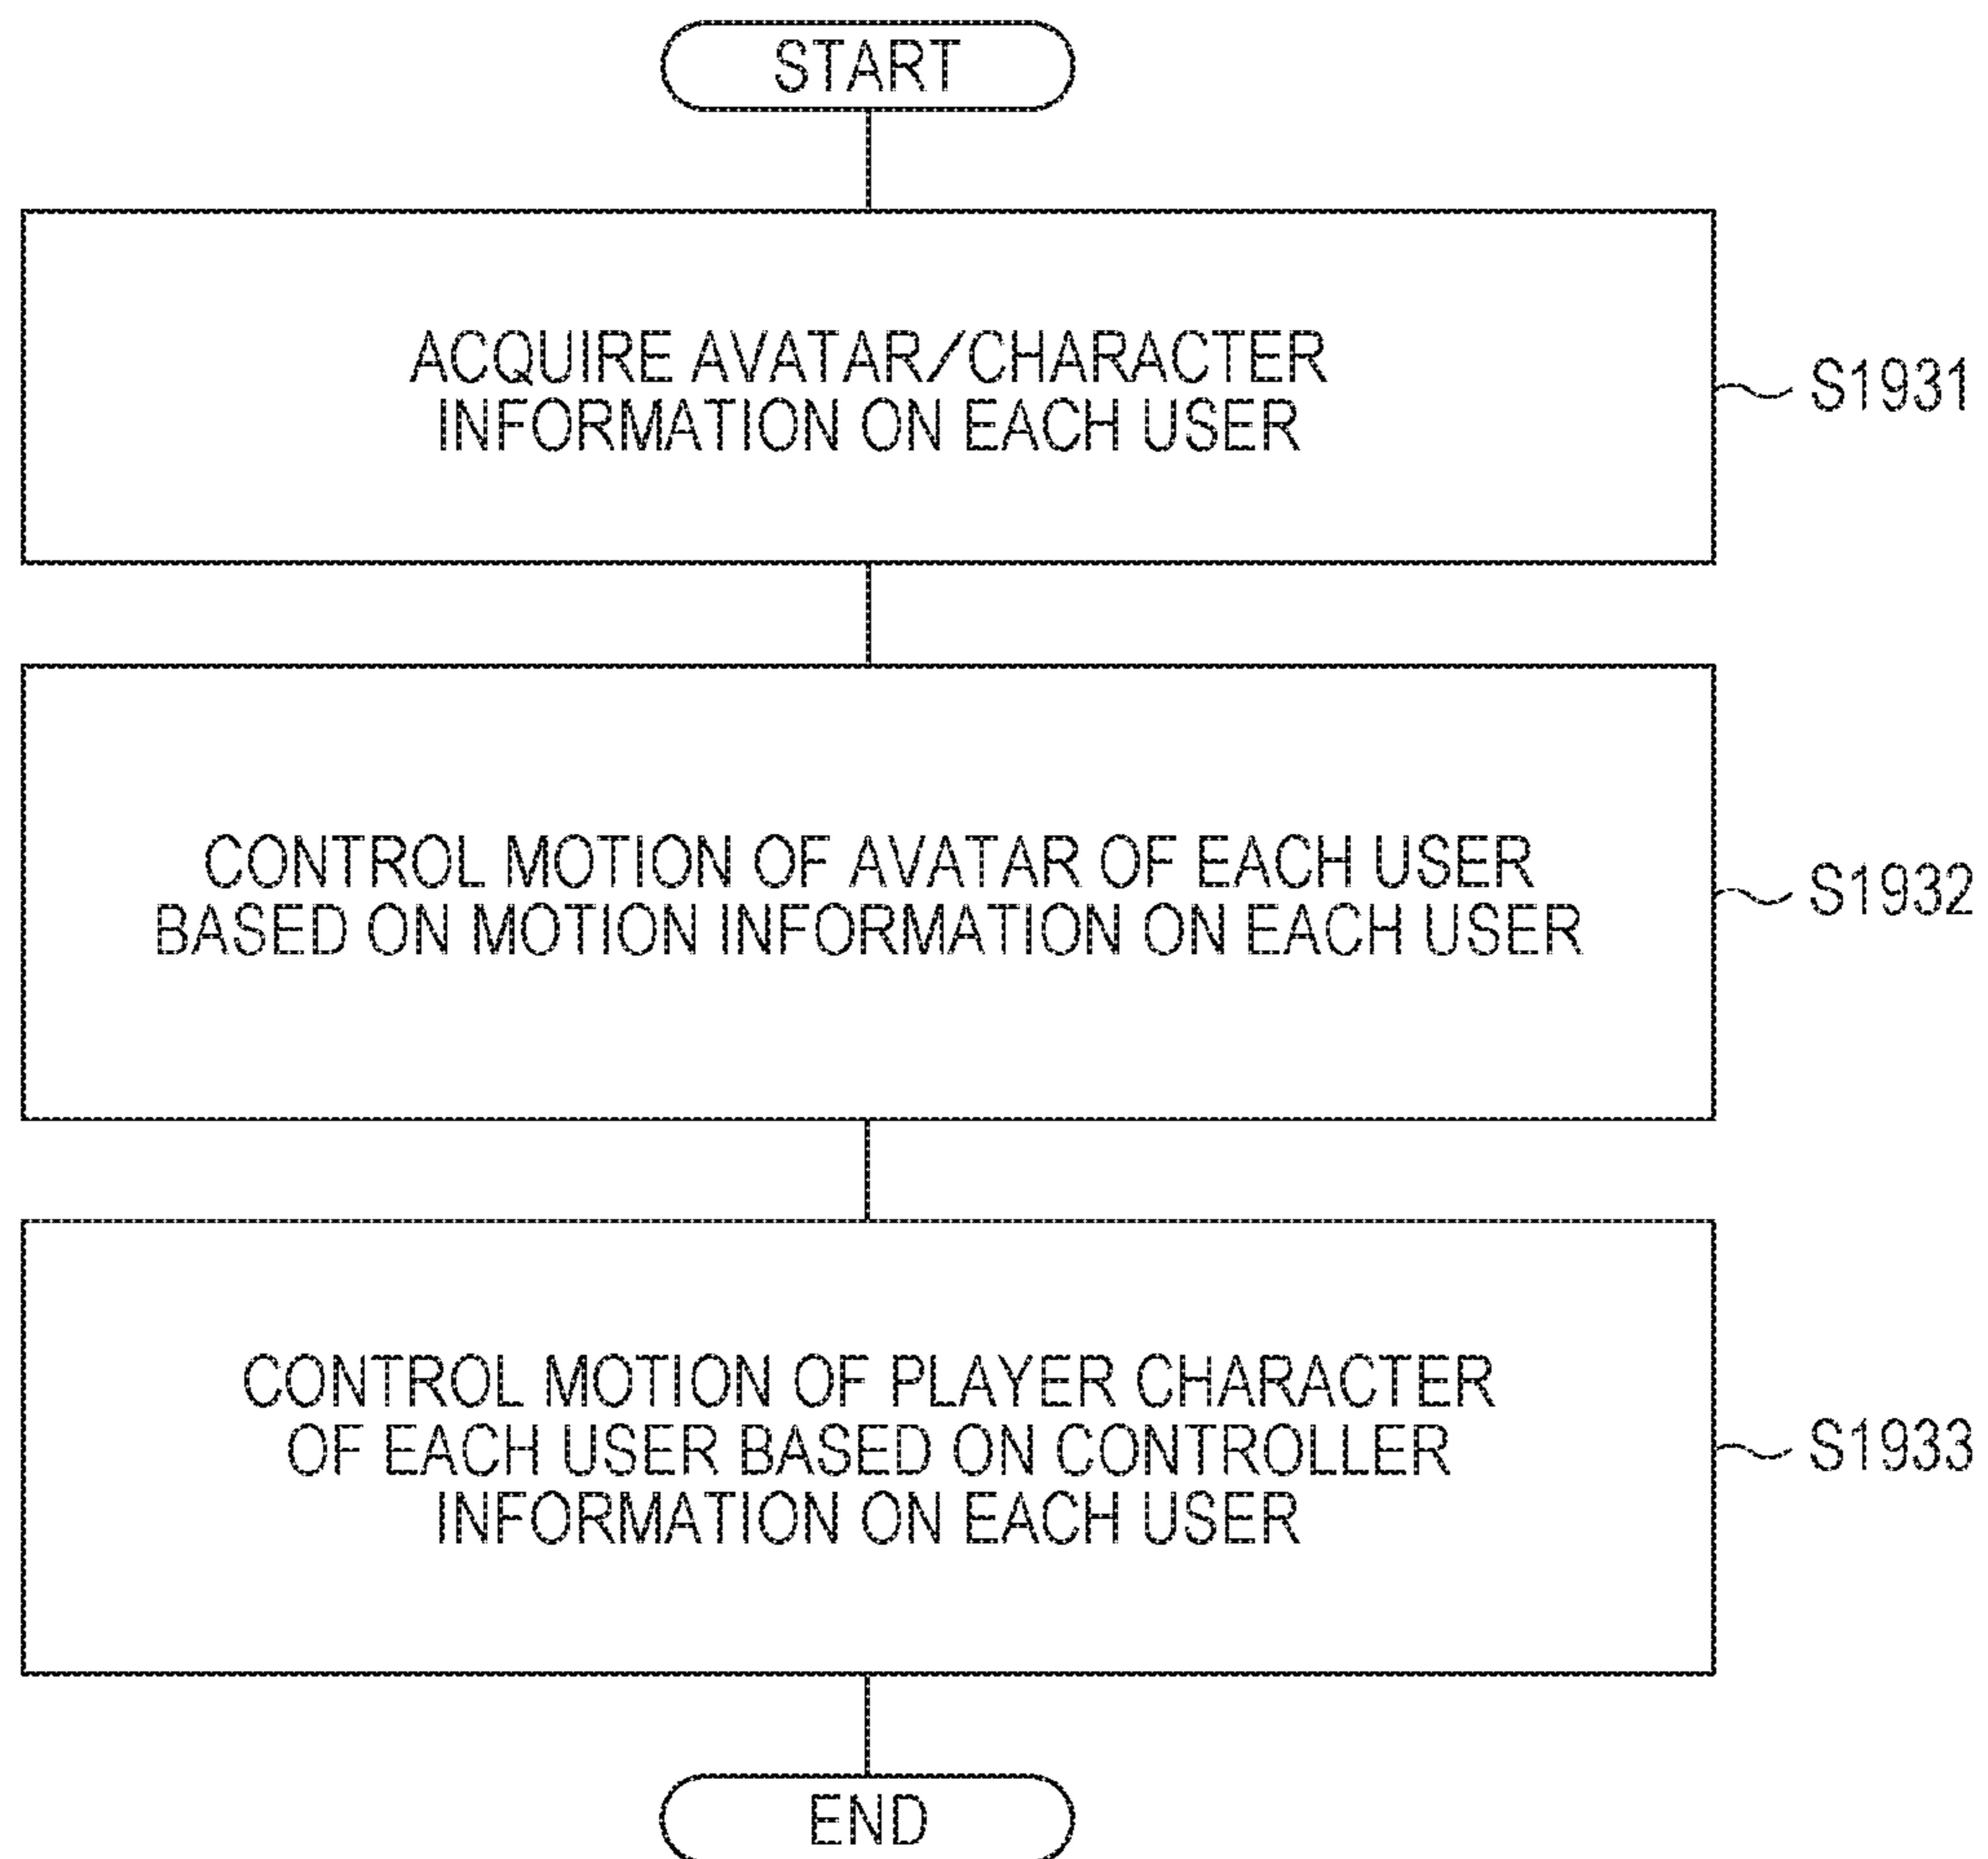 START
ACQUIRE AVATAR/CHARACTER
INFORMATION ON EACH USER
S1931
CONTROL MOTION OF AVATAR OF EACH USER
BASED ON MOTION INFORMATION ON EACH USER
S1932
CONTROL MOTION OF PLAYER CHARACTER
OF EACH USER BASED ON CONTROLLER
INFORMATION ON EACH USER
S1933
END